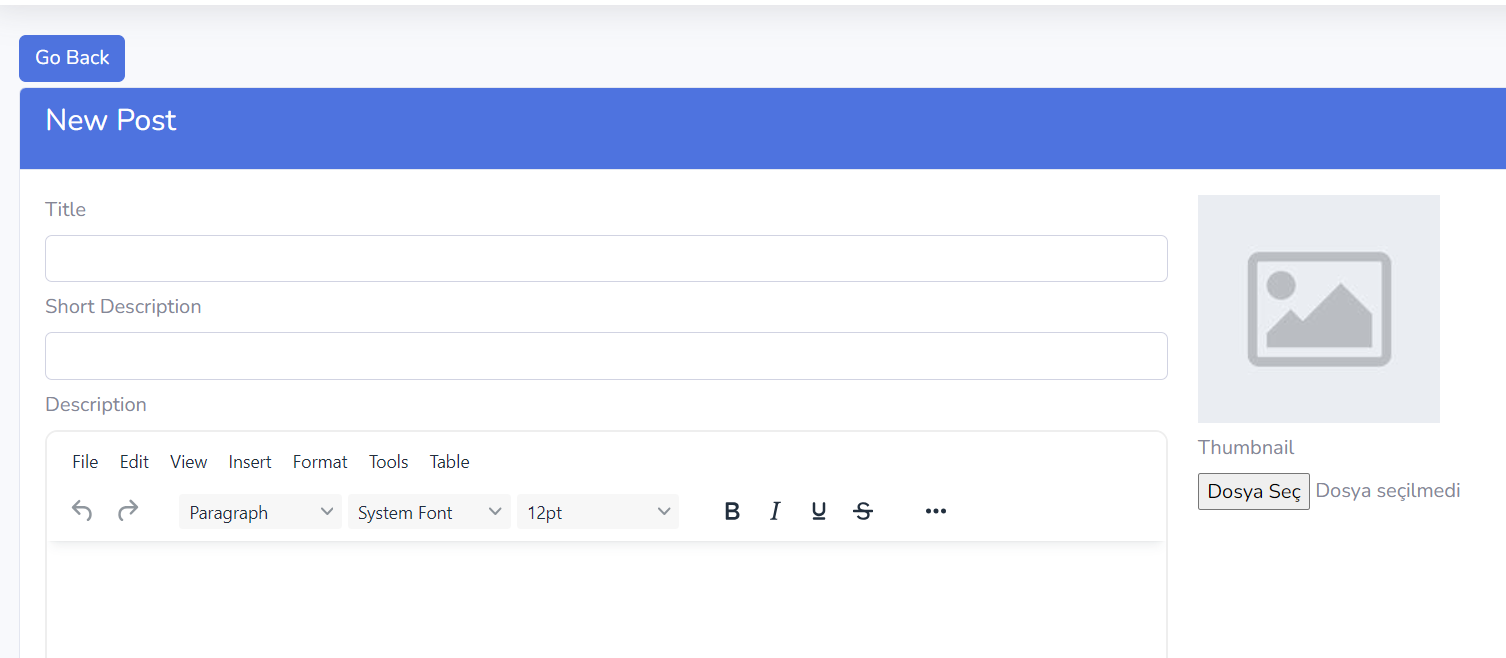 Go Back
New Post
Title
Short Description
Description
File Edit View Insert Format Tools Table
Paragraph System Font 12pt B I U S
Thumbnail
Dosya Seç Dosya seçilmedi